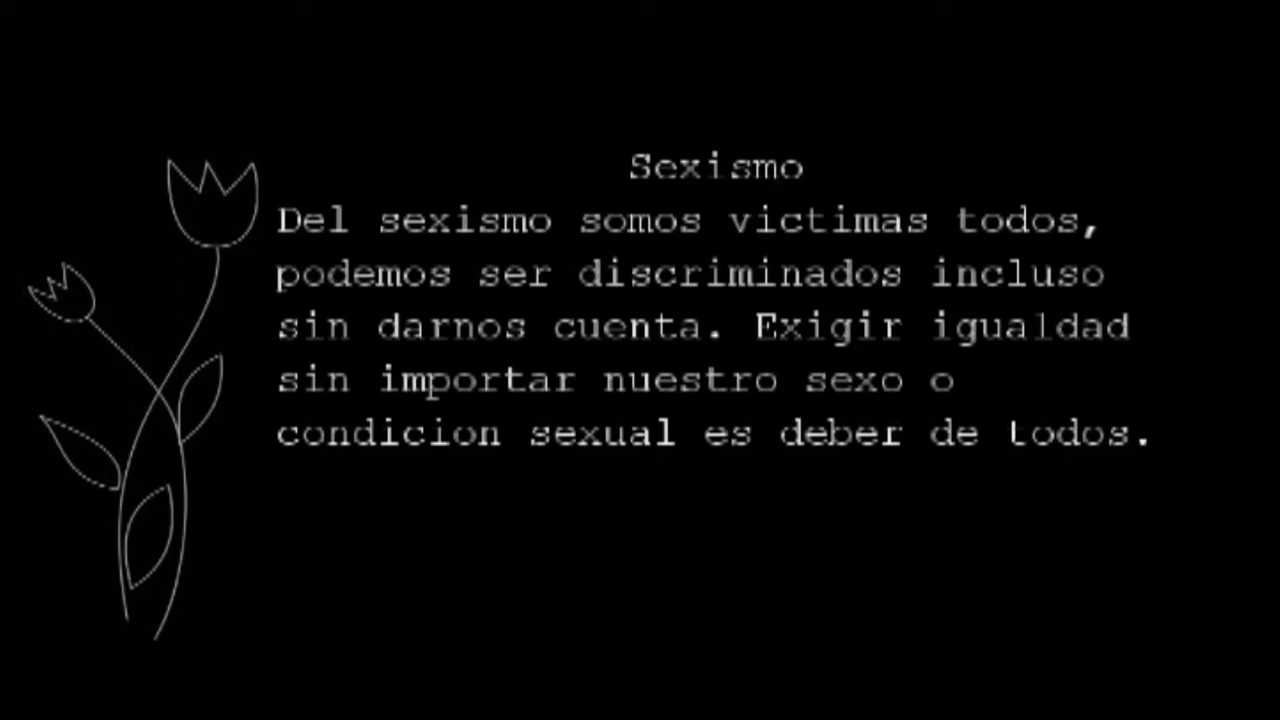 Sexismo
Del sexismo somos victimas todos,
podemos ser discriminados incluso
sin darnos cuenta. Exigir igualdad
sin importar nuestro sexo o
condicion sexual es deber de todos.